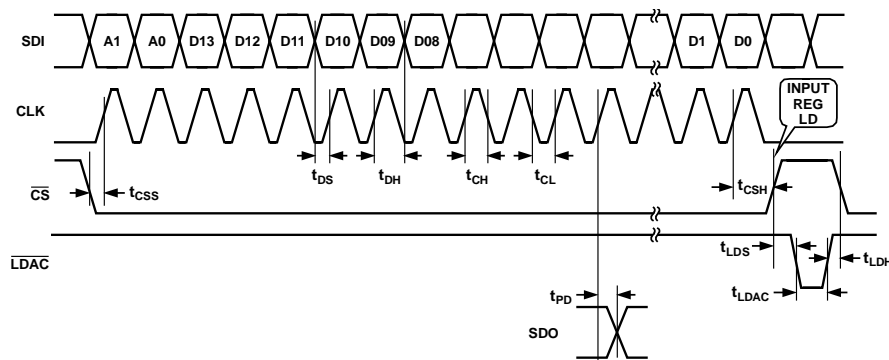 SDI A1 A0 D13 D12 D11 D10 D09 D08 D1 D0
CLK
INPUT
REG
LD
tDS tDH tCH tCL
CS tCSS tCSH
LDAC
tLDS tLDH
tLDAC
tPD
SDO